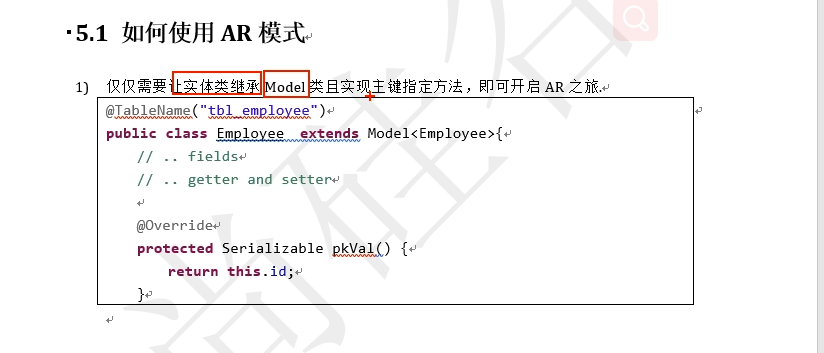 5.1 如何使用 AR 模式
1) 仅仅需要让实体类继承 Model 类且实现主键指定方法，即可开启 AR 之旅.
@TableName("tbl_employee")
public class Employee extends Model<Employee>{
// .. fields
// .. getter and setter
@Override
protected Serializable pkVal() {
return this.id;
}
尚硅谷